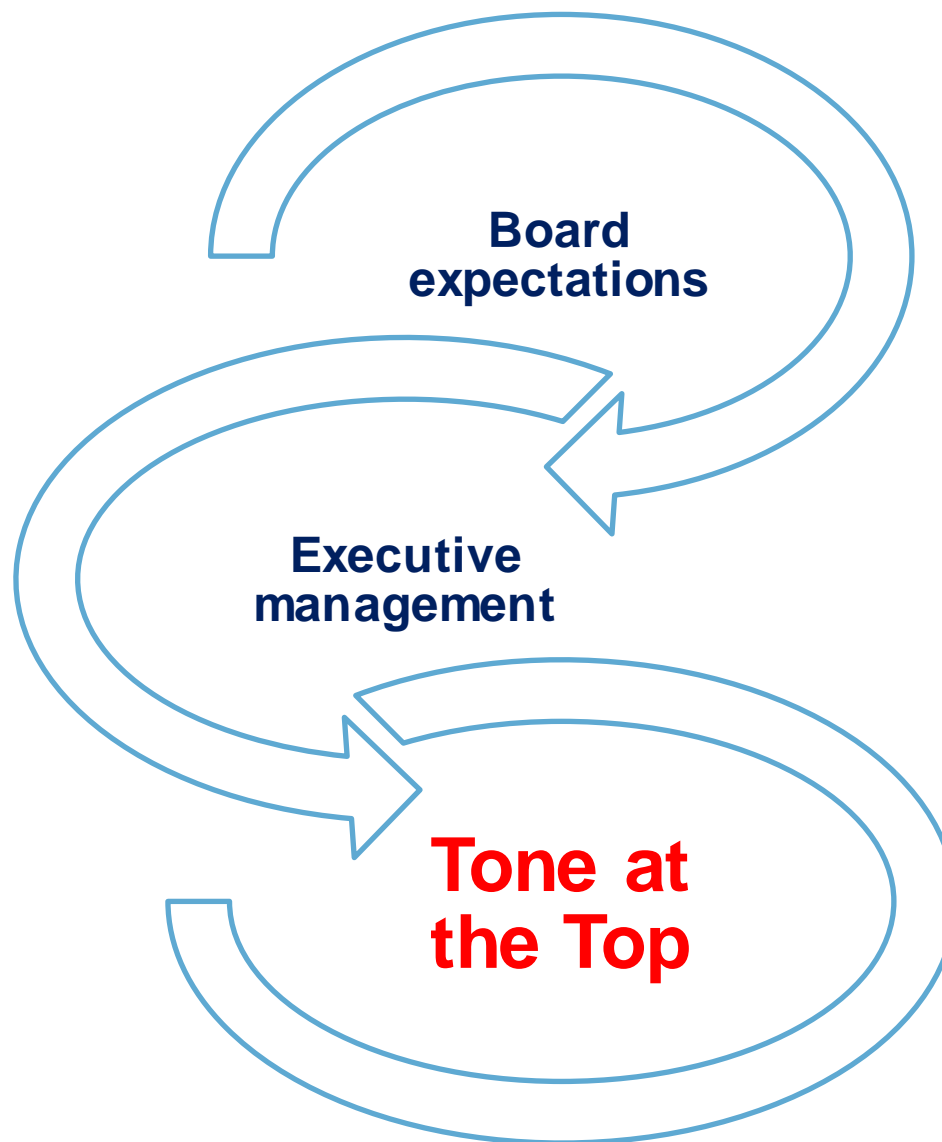 Board
expectations
Executive
management
Tone at
the Top